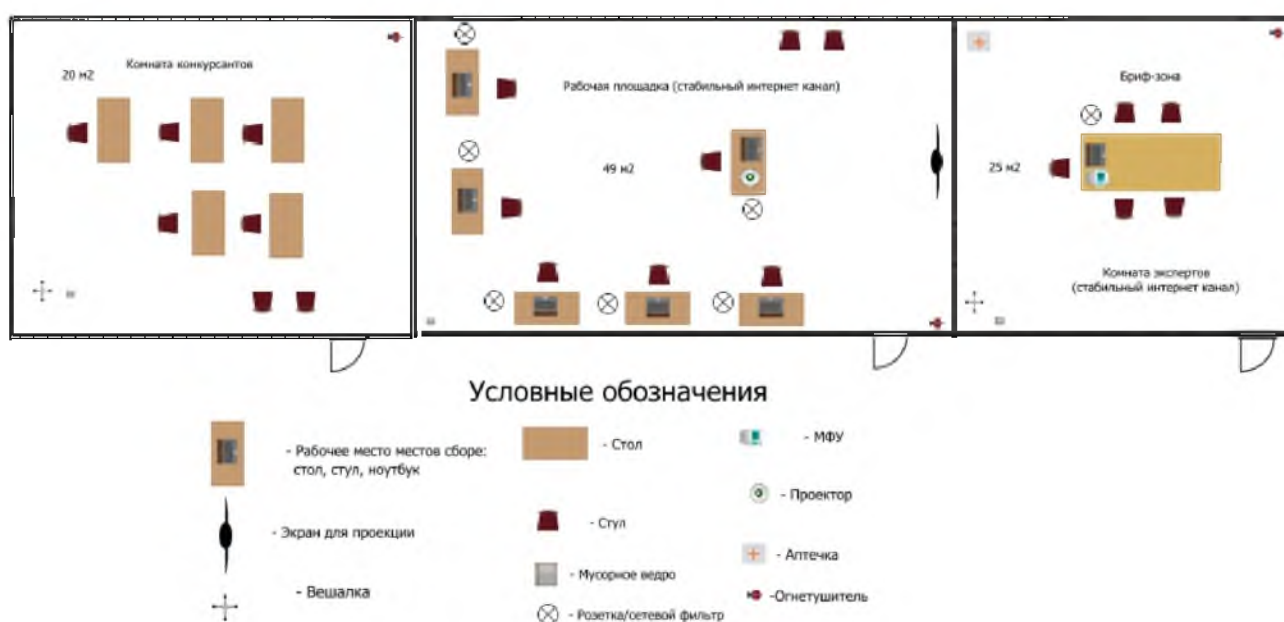 Комната конкурсантов
20 м2
Рабочая площадка (стабильный интернет канал)
49 м2
Бриф-зона
25 м2
Комната экспертов
(стабильный интернет канал)
Условные обозначения
- Рабочее место местов сборе:
стол, стул, ноутбук
- Экран для проекции
- Вешалка
- Стол
- Стул
- Мусорное ведро
- Розетка/сетевой фильтр
- МФУ
- Проектор
- Аптечка
-Огнетушитель